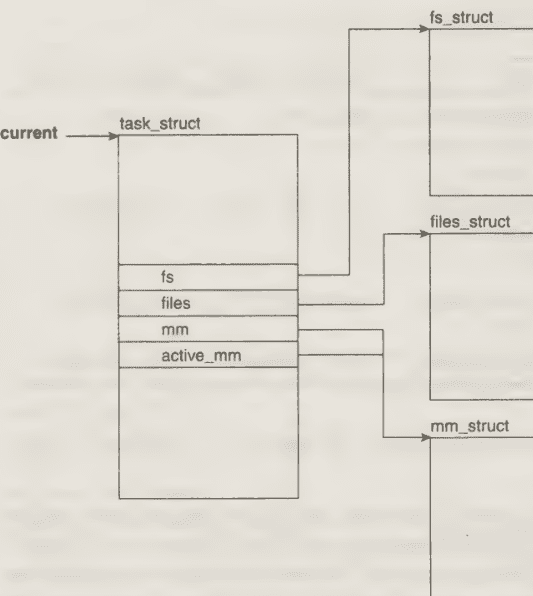 fs_struct
current
task_struct
files_struct
fs
files
mm
active_mm
mm_struct